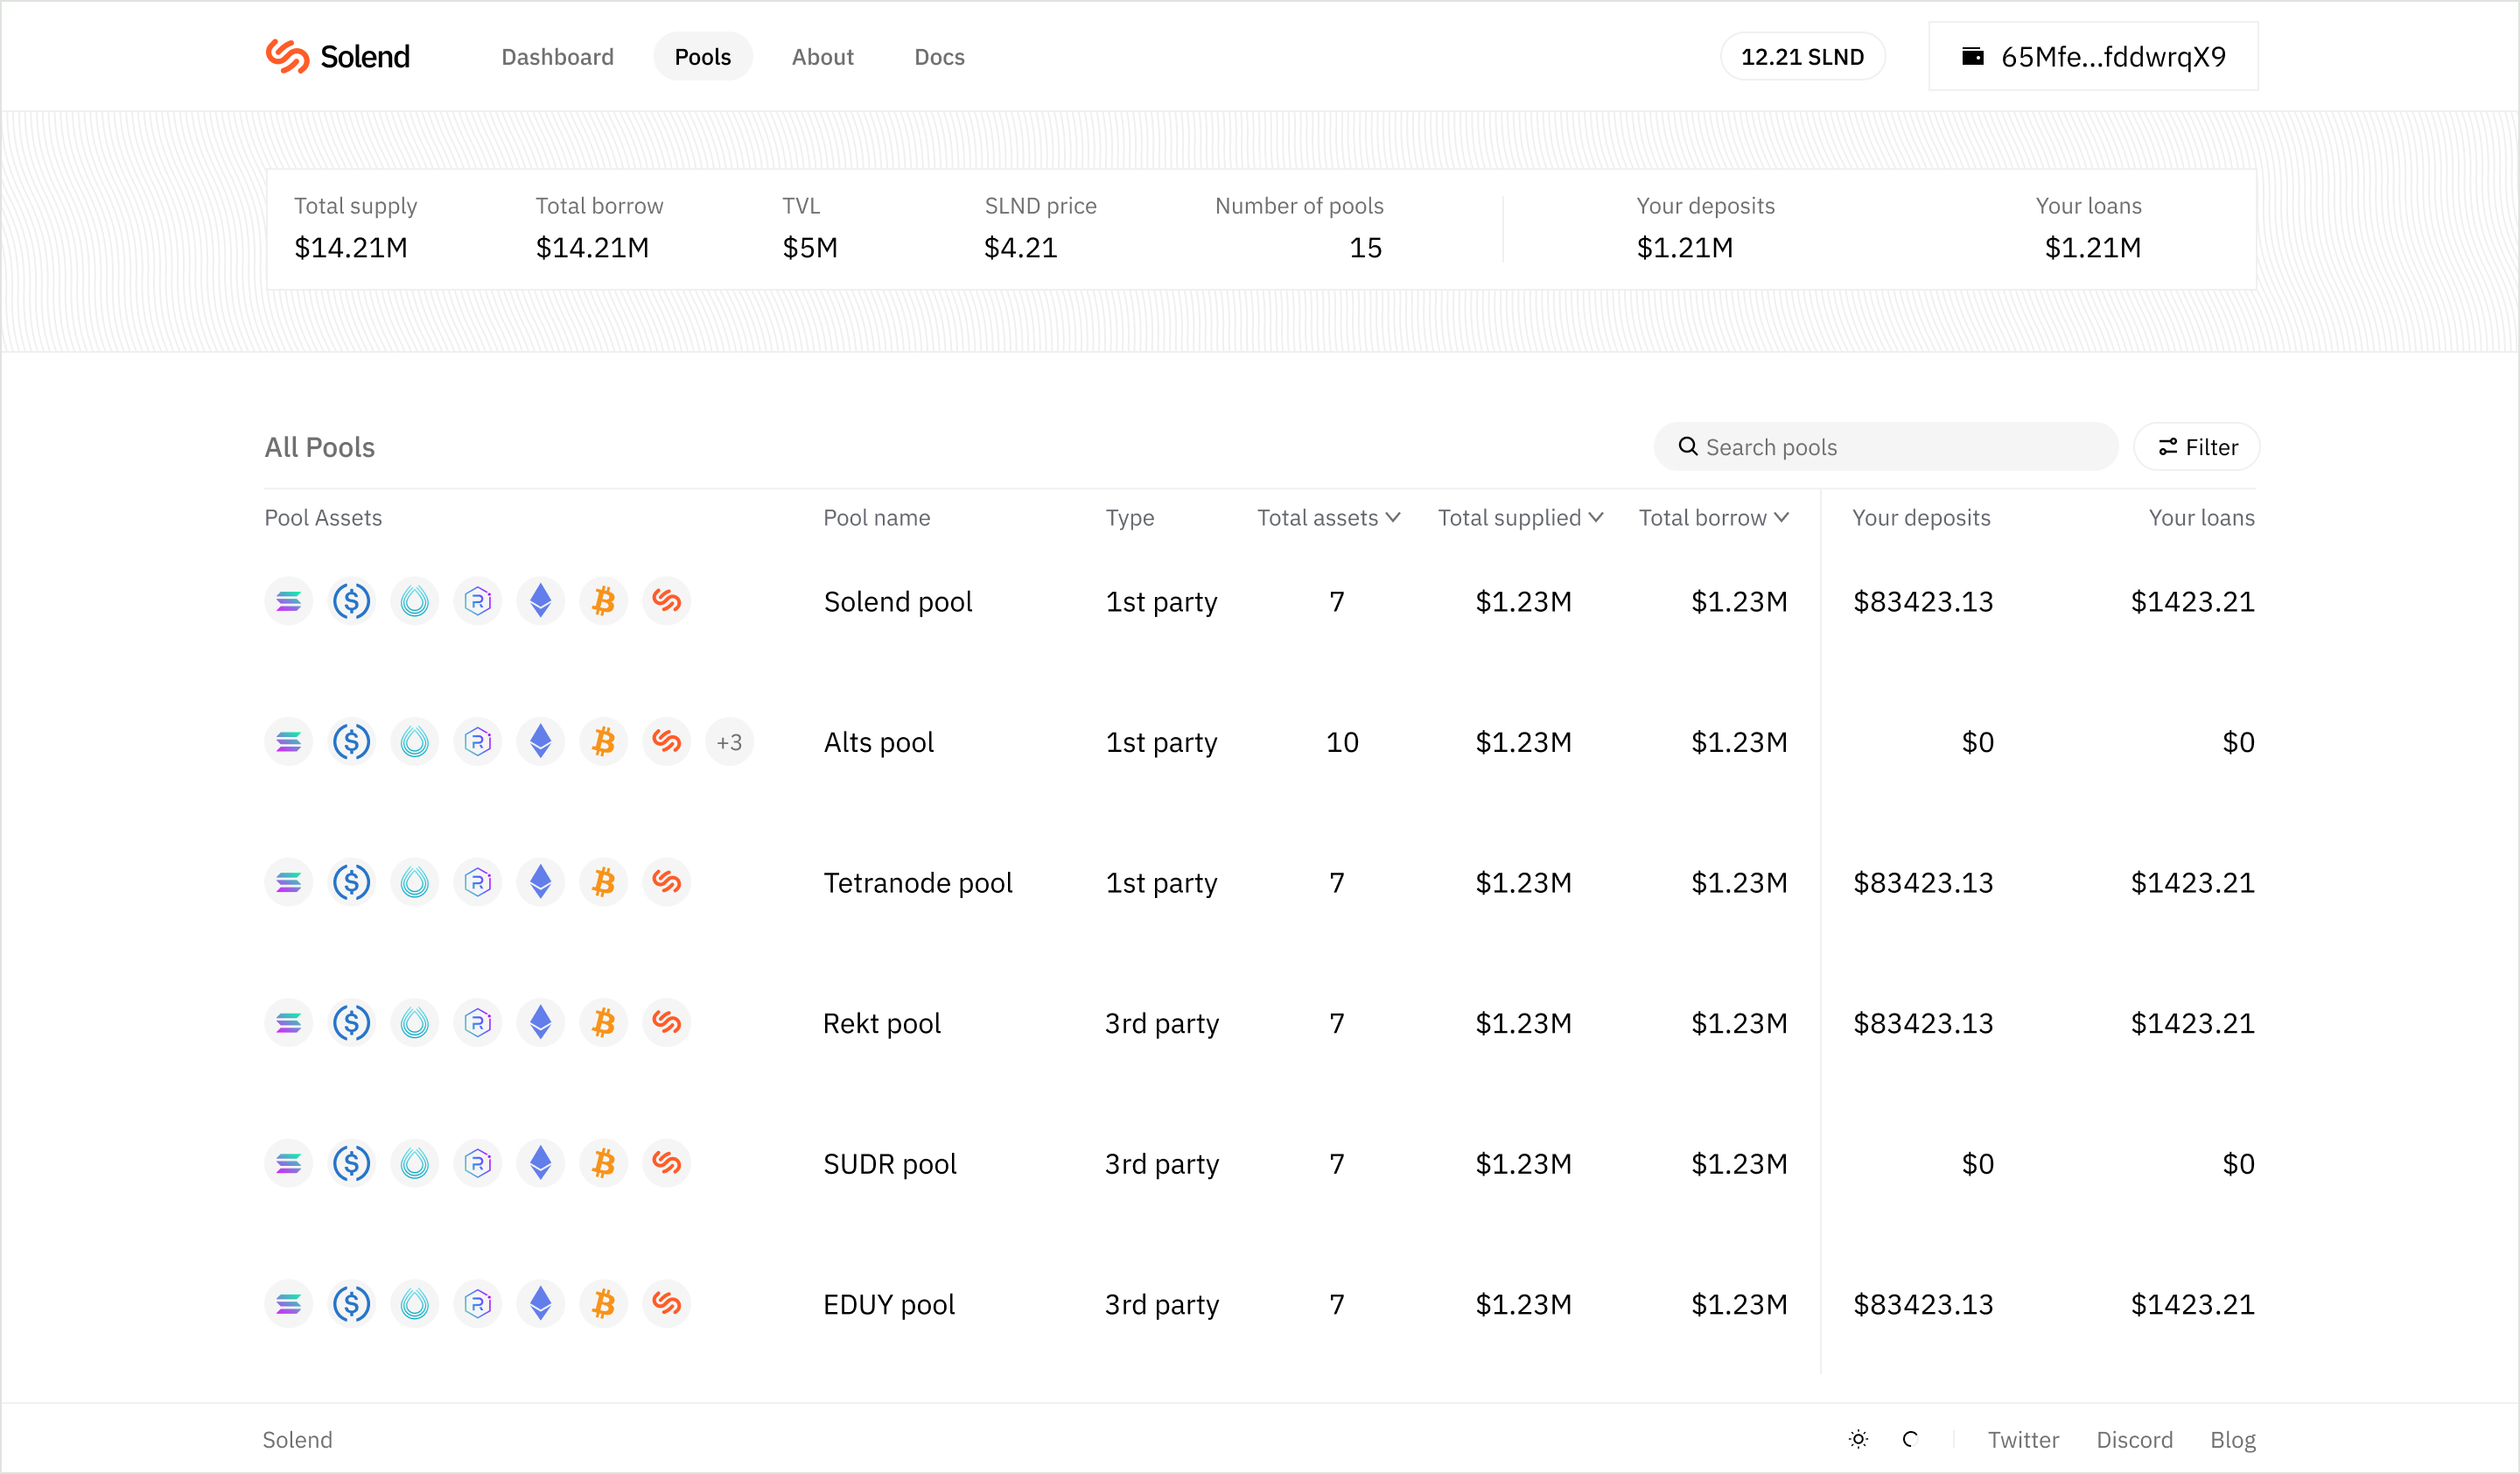 Solend Dashboard Pools About Docs 12.21 SLND 65Mfe...fddwrqX9
Total supply Total borrow TVL SLND price Number of pools Your deposits Your loans
$14.21M $14.21M $5M $4.21 15 $1.21M $1.21M
All Pools Search pools Filter
Pool Assets Pool name Type Total assets Total supplied Total borrow Your deposits Your loans
Solend pool 1st party 7 $1.23M $1.23M $83423.13 $1423.21
+3 Alts pool 1st party 10 $1.23M $1.23M $0 $0
Tetranode pool 1st party 7 $1.23M $1.23M $83423.13 $1423.21
Rekt pool 3rd party 7 $1.23M $1.23M $83423.13 $1423.21
SUDR pool 3rd party 7 $1.23M $1.23M $0 $0
EDUY pool 3rd party 7 $1.23M $1.23M $83423.13 $1423.21
Solend Twitter Discord Blog